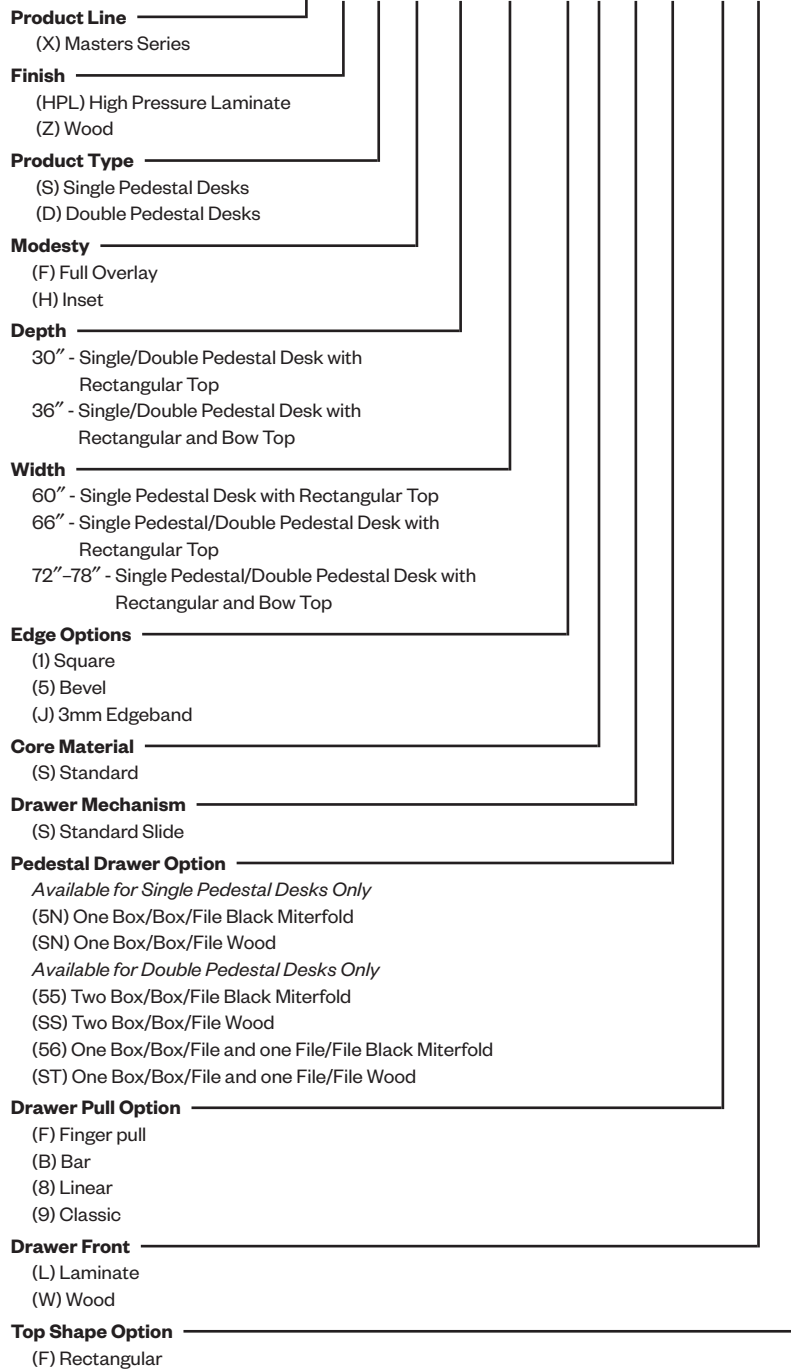 Product Line
(X) Masters Series
Finish
(HPL) High Pressure Laminate
(Z) Wood
Product Type
(S) Single Pedestal Desks
(D) Double Pedestal Desks
Modesty
(F) Full Overlay
(H) Inset
Depth
30″ - Single/Double Pedestal Desk with
Rectangular Top
36″ - Single/Double Pedestal Desk with
Rectangular and Bow Top
Width
60″ - Single Pedestal Desk with Rectangular Top
66″ - Single Pedestal/Double Pedestal Desk with
Rectangular Top
72″–78″ - Single Pedestal/Double Pedestal Desk with
Rectangular and Bow Top
Edge Options
(1) Square
(5) Bevel
(J) 3mm Edgeband
Core Material
(S) Standard
Drawer Mechanism
(S) Standard Slide
Pedestal Drawer Option
Available for Single Pedestal Desks Only
(5N) One Box/Box/File Black Miterfold
(SN) One Box/Box/File Wood
Available for Double Pedestal Desks Only
(55) Two Box/Box/File Black Miterfold
(SS) Two Box/Box/File Wood
(56) One Box/Box/File and one File/File Black Miterfold
(ST) One Box/Box/File and one File/File Wood
Drawer Pull Option
(F) Finger pull
(B) Bar
(8) Linear
(9) Classic
Drawer Front
(L) Laminate
(W) Wood
Top Shape Option
(F) Rectangular